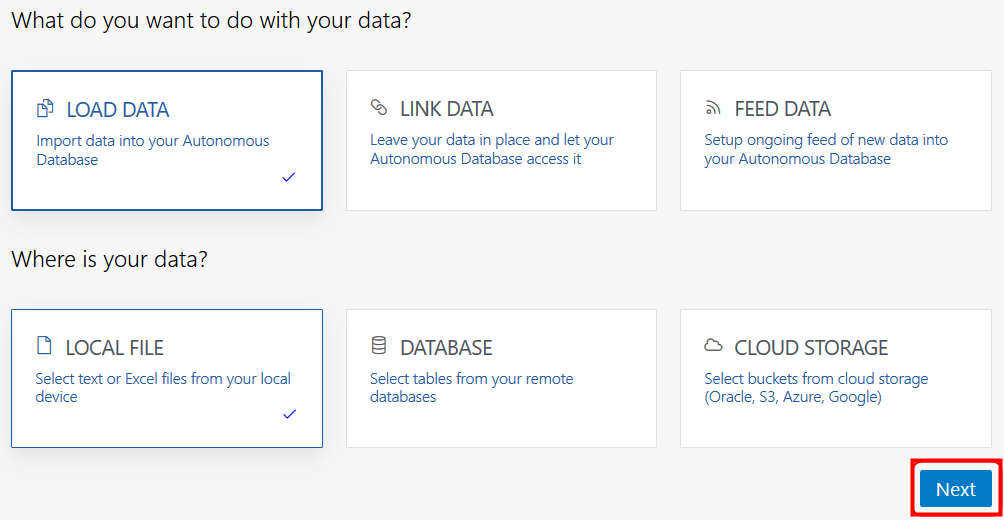 What do you want to do with your data?
LOAD DATA
Import data into your Autonomous
Database
LINK DATA
Leave your data in place and let your
Autonomous Database access it
FEED DATA
Setup ongoing feed of new data into
your Autonomous Database
Where is your data?
LOCAL FILE
Select text or Excel files from your local
device
DATABASE
Select tables from your remote
databases
CLOUD STORAGE
Select buckets from cloud storage
(Oracle, S3, Azure, Google)
Next